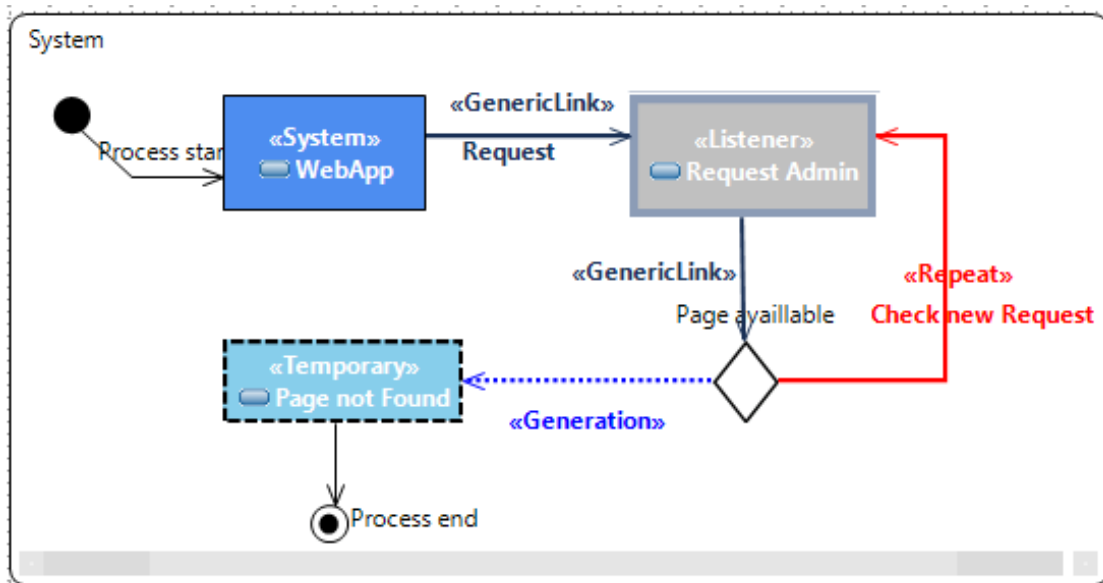 System
«GenericLink»
Process star
«System»
WebApp
Request
«Listener»
Request Admin
«GenericLink»
«Repeat»
Page availlable
Check new Request
«Temporary»
Page not Found
«Generation»
Process end